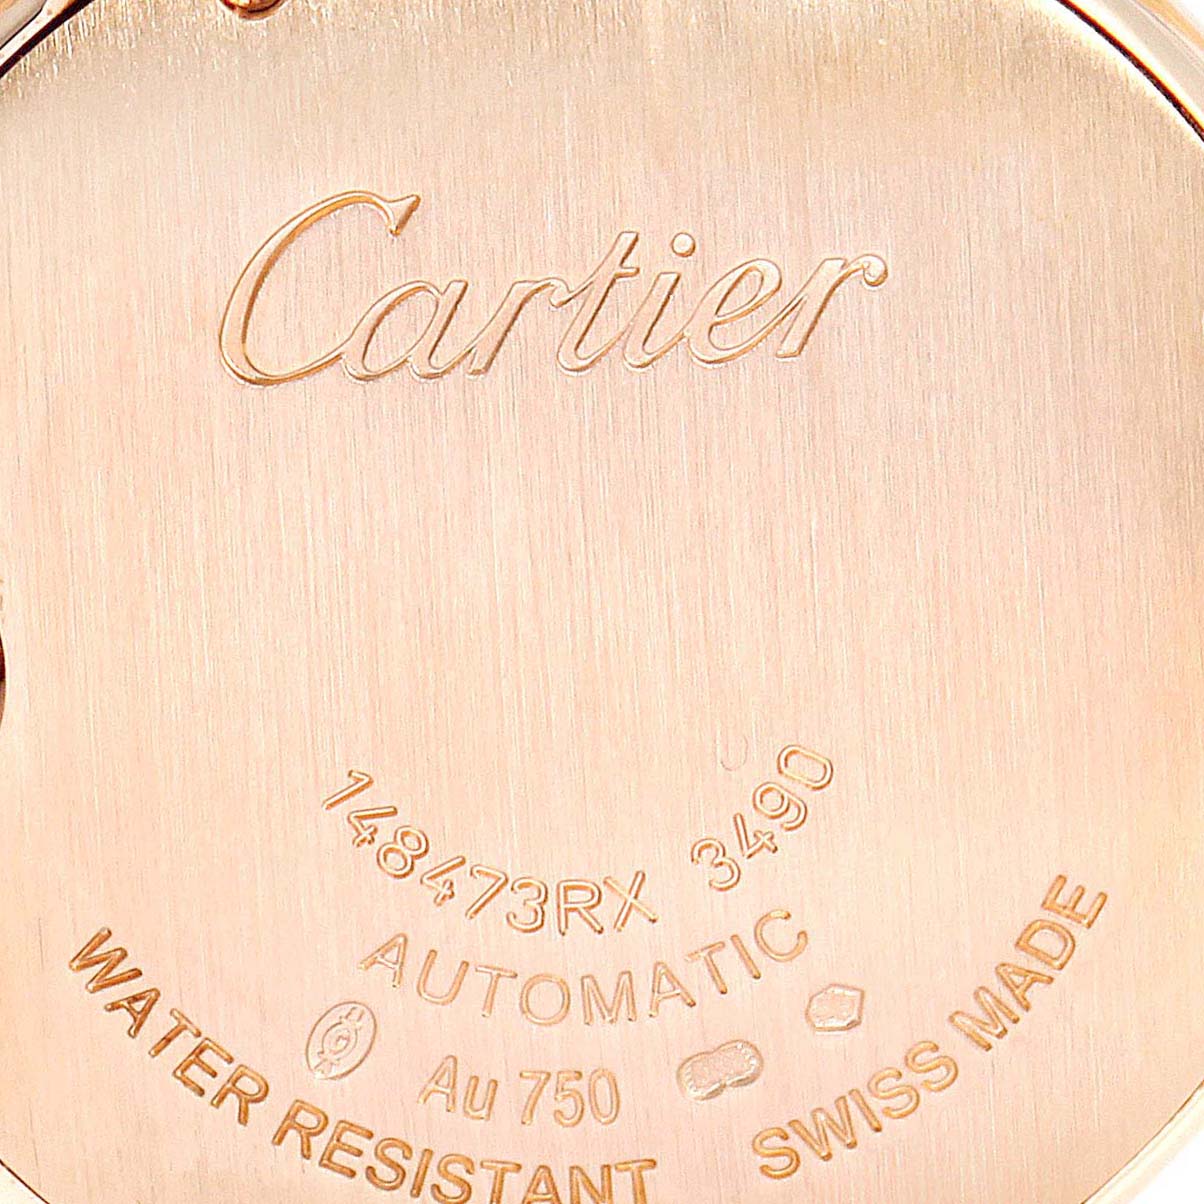 Cartier
148473RX 3490
AUTOMATIC
Au 750
WATER RESISTANT SWISS MADE